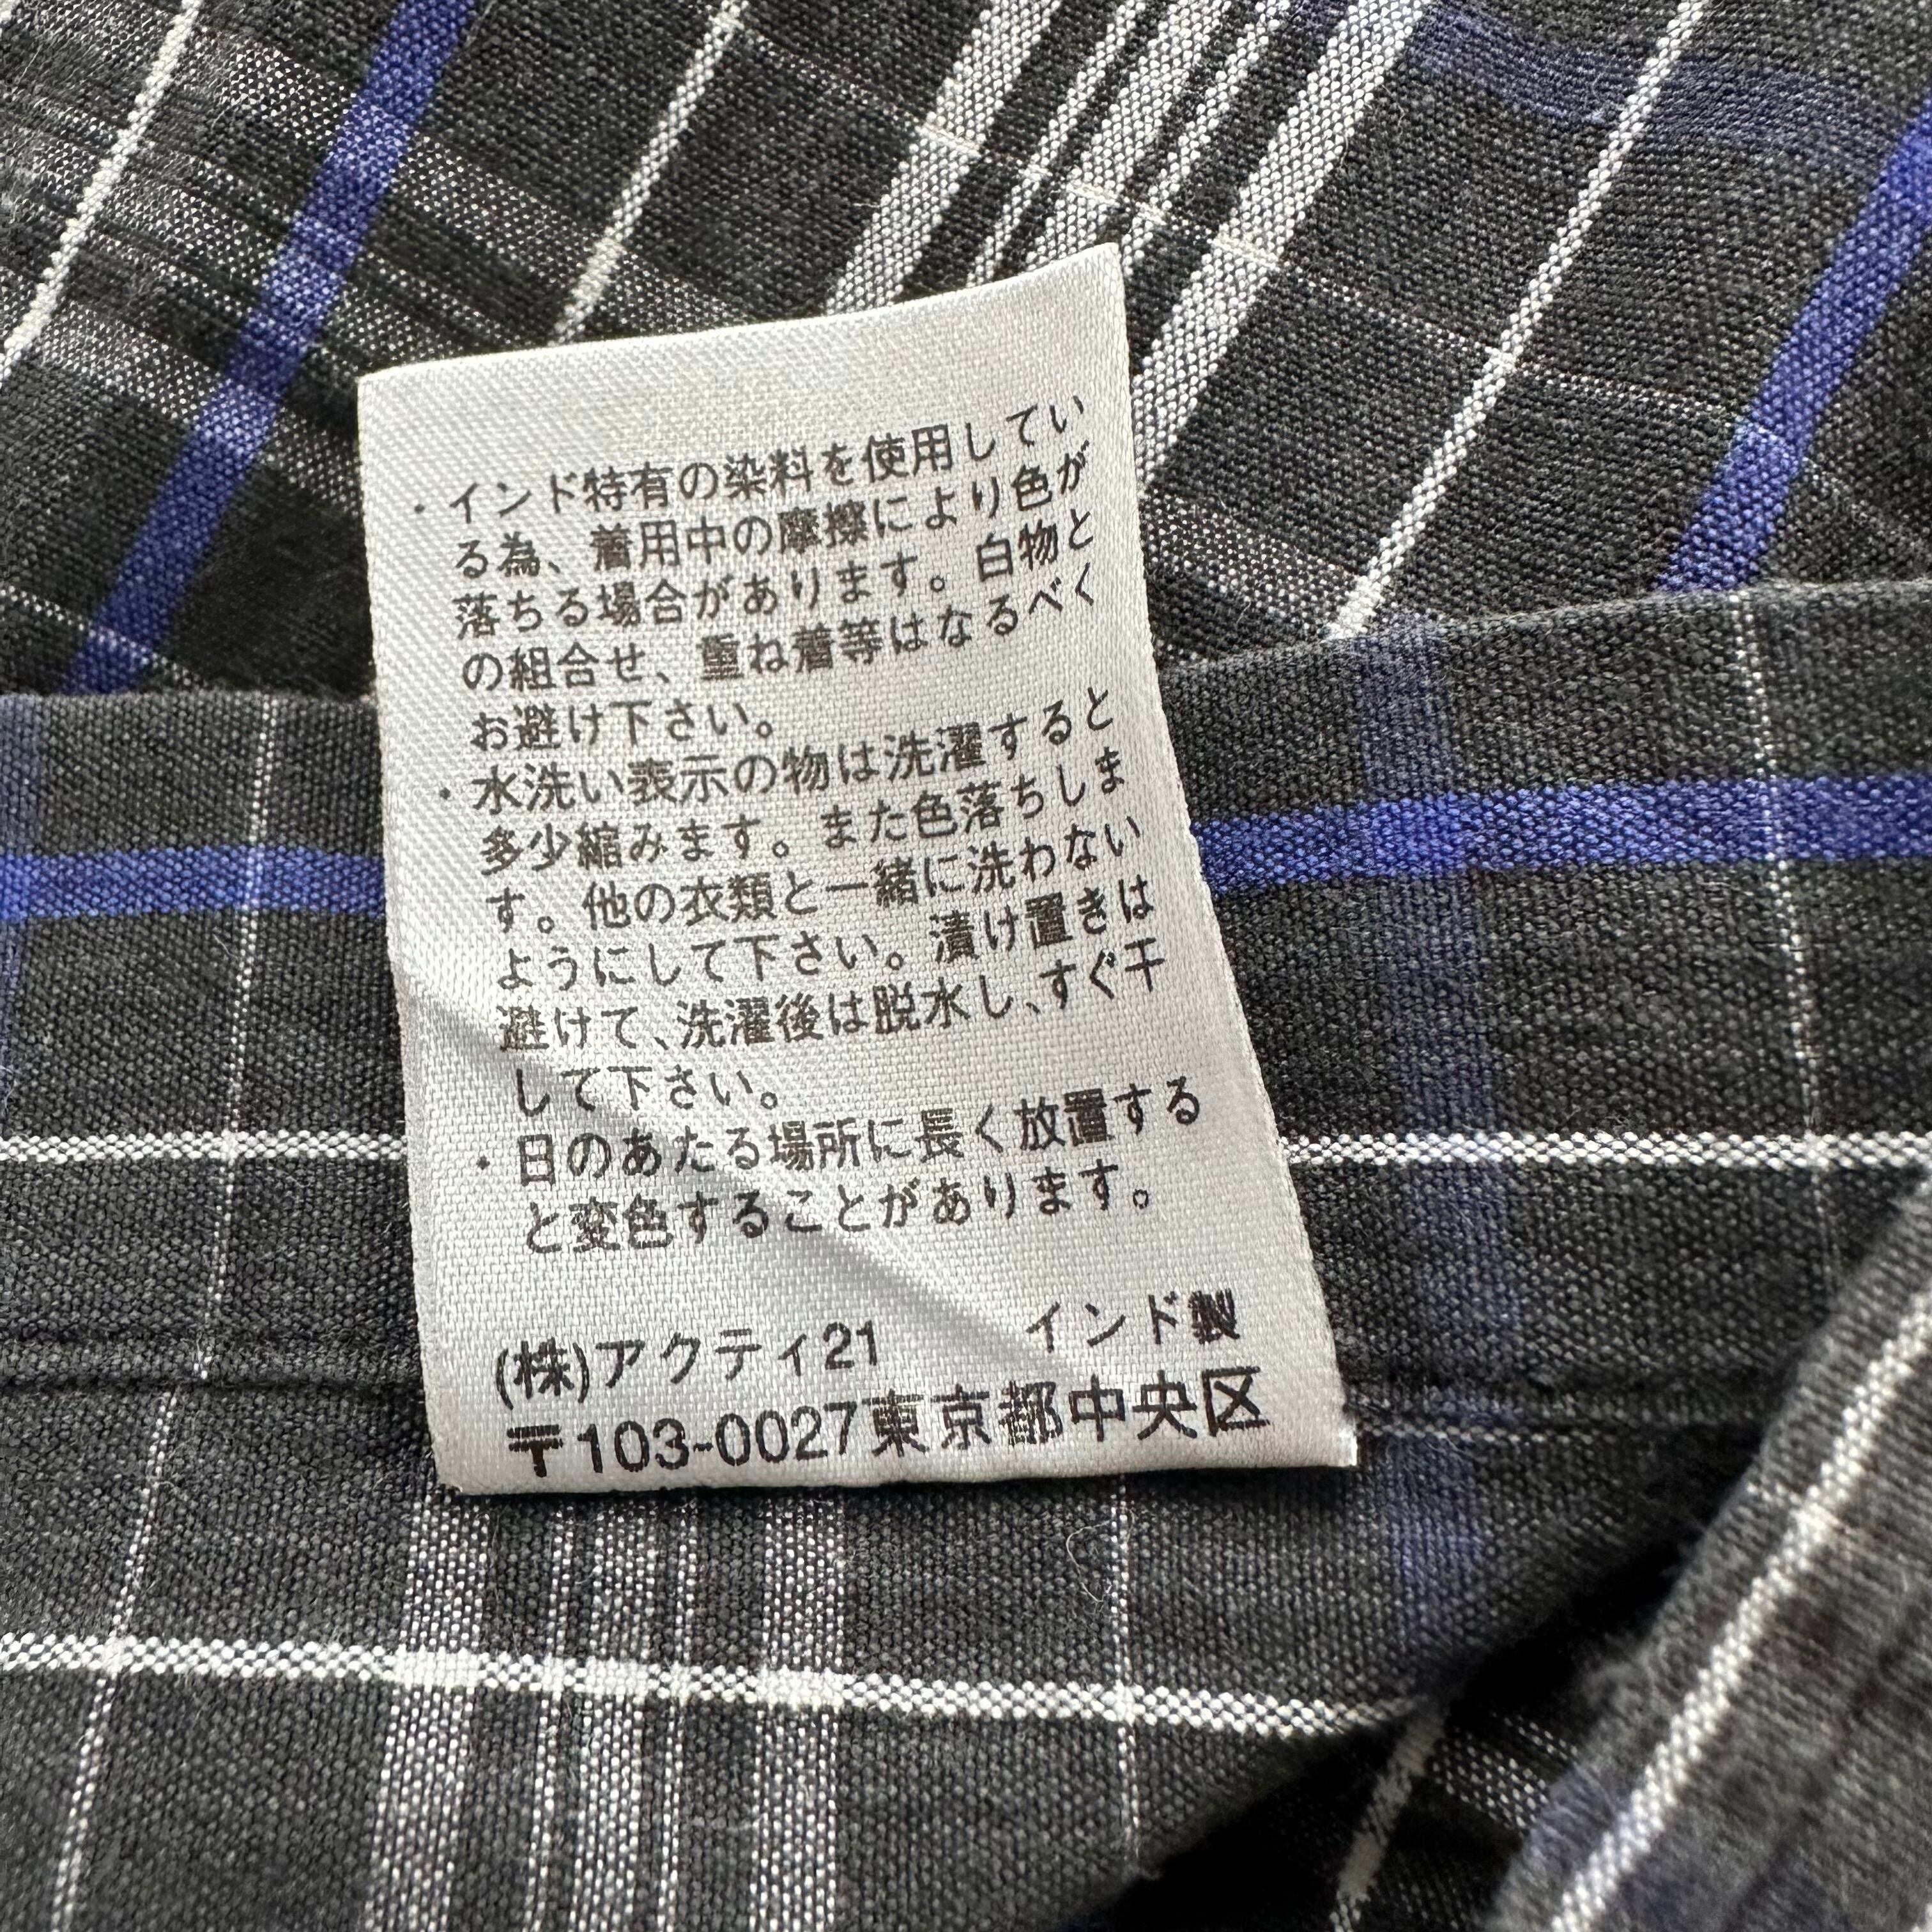 ・インド特有の染料を使用してい
る為、着用中の摩擦により色が
落ちる場合があります。白物と
の組合せ、重ね着等はなるべく
お避け下さい。
・水洗い表示の物は洗濯すると
多少縮みます。また色落ちしま
す。他の衣類と一緒に洗わない
ようにして下さい。漬け置きは
避けて、洗濯後は脱水し、すぐ干
して下さい。
・日のあたる場所に長く放置する
と変色することがあります。
(株)アクティ21 インド製
〒103-0027東京都中央区